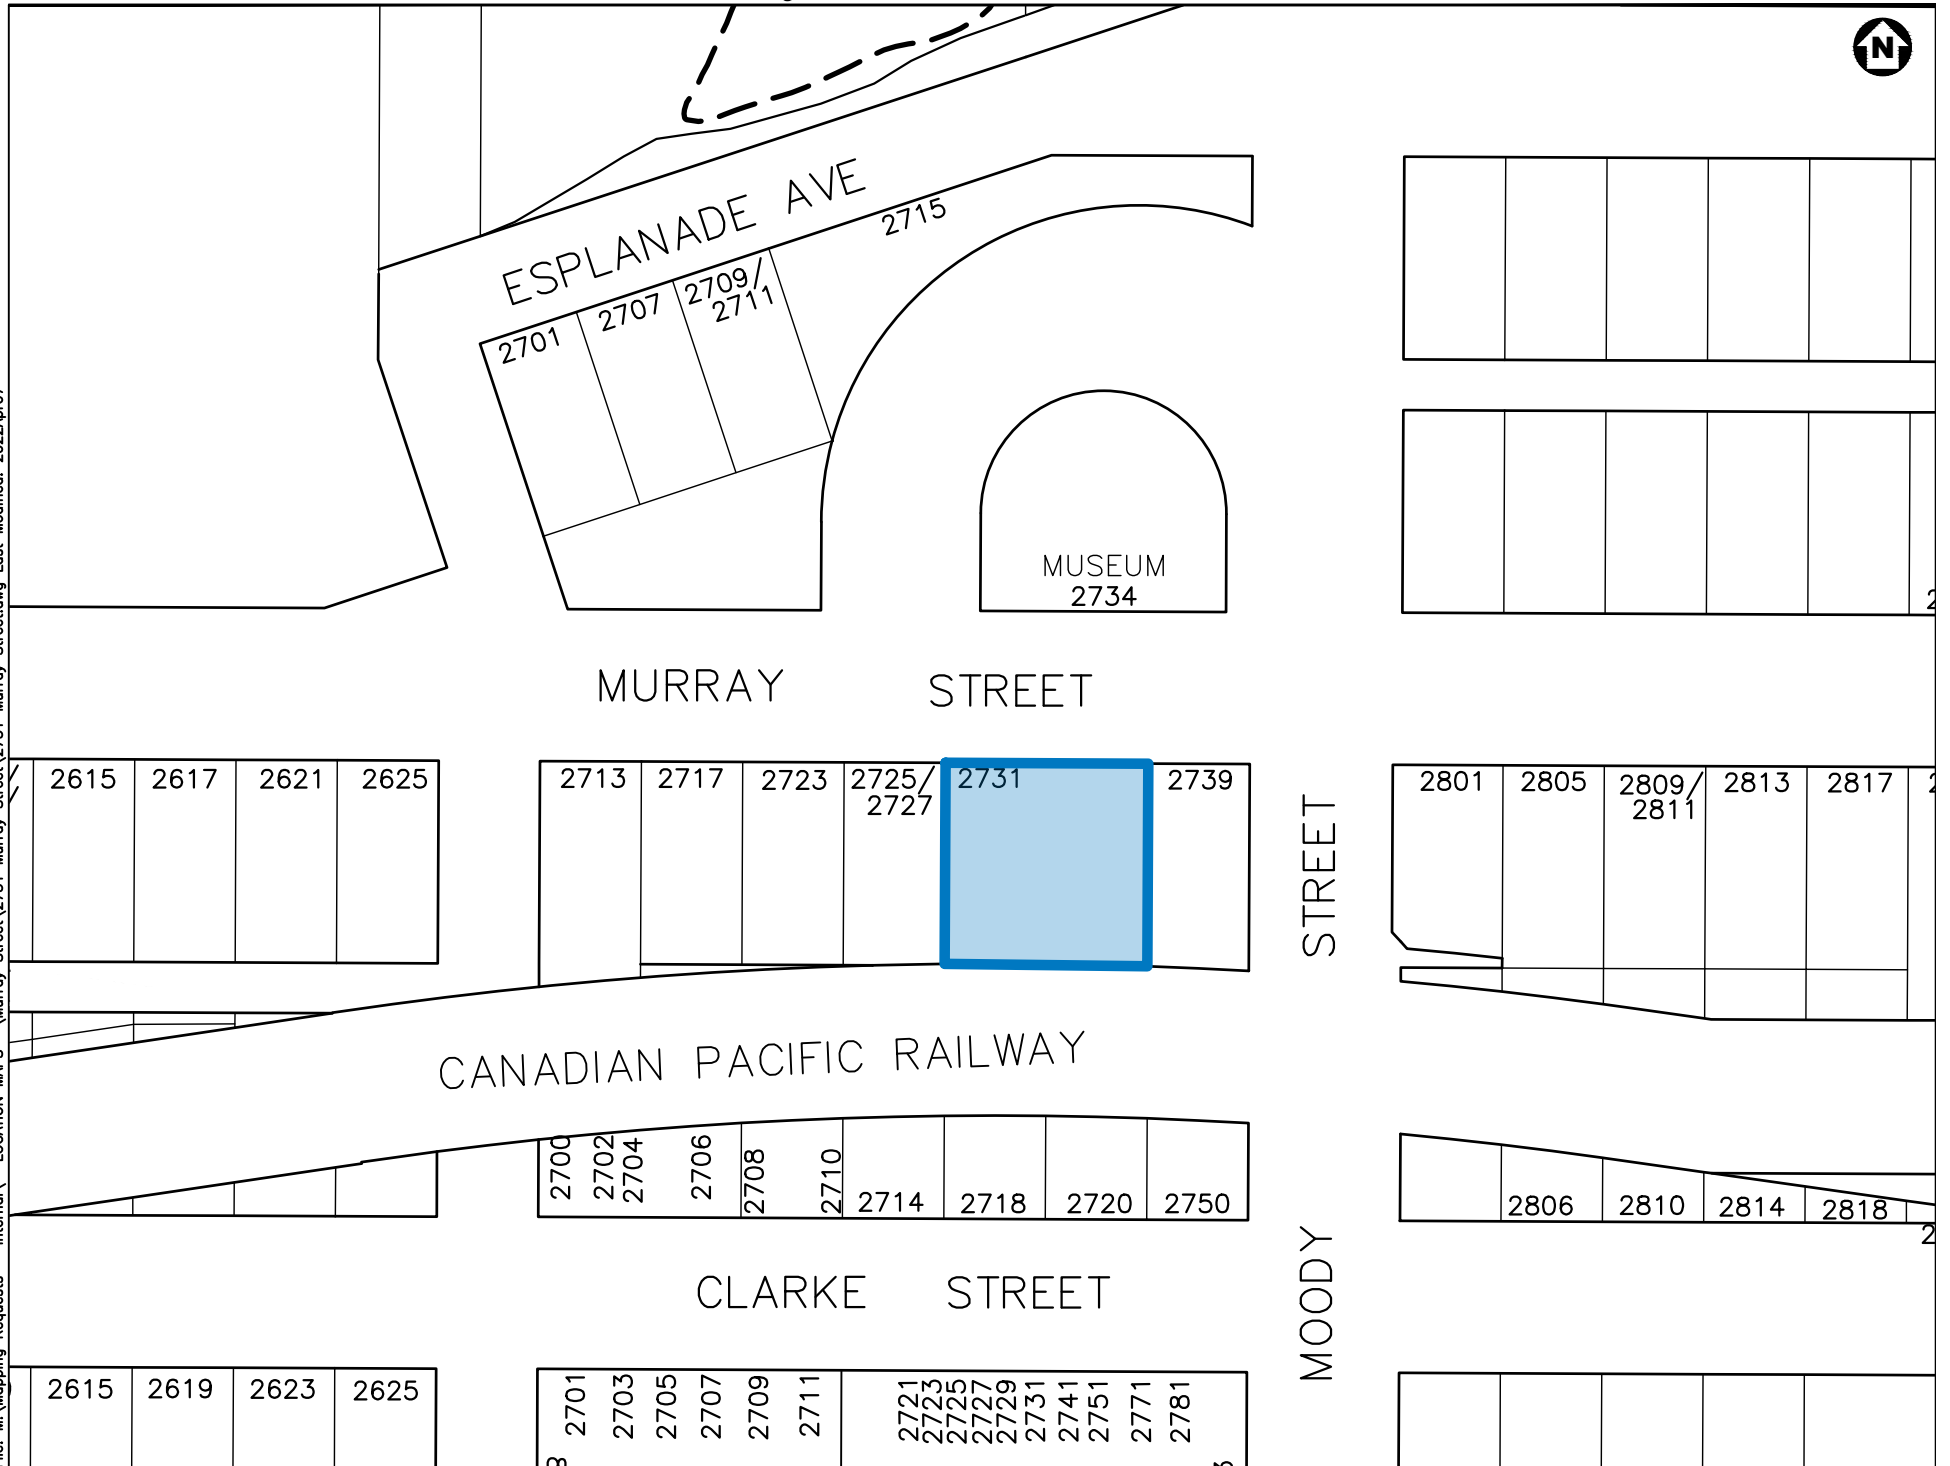 N
ESPLANADE AVE
2715
2709/
2711
2707
2701
MUSEUM
2734
MURRAY STREET
2615 2617 2621 2625
2713 2717 2723 2725/
2727
2731
2739
2801 2805 2809/
2811
2813 2817
STREET
CANADIAN PACIFIC RAILWAY
2700 2702 2704 2706 2708 2710 2714 2718 2720 2750
2806 2810 2814 2818
CLARKE STREET
MOODY
2615 2619 2623 2625
2701 2703 2705 2707 2709 2711
2721 2723 2725 2727 2729 2731 2741 2751 2771 2781